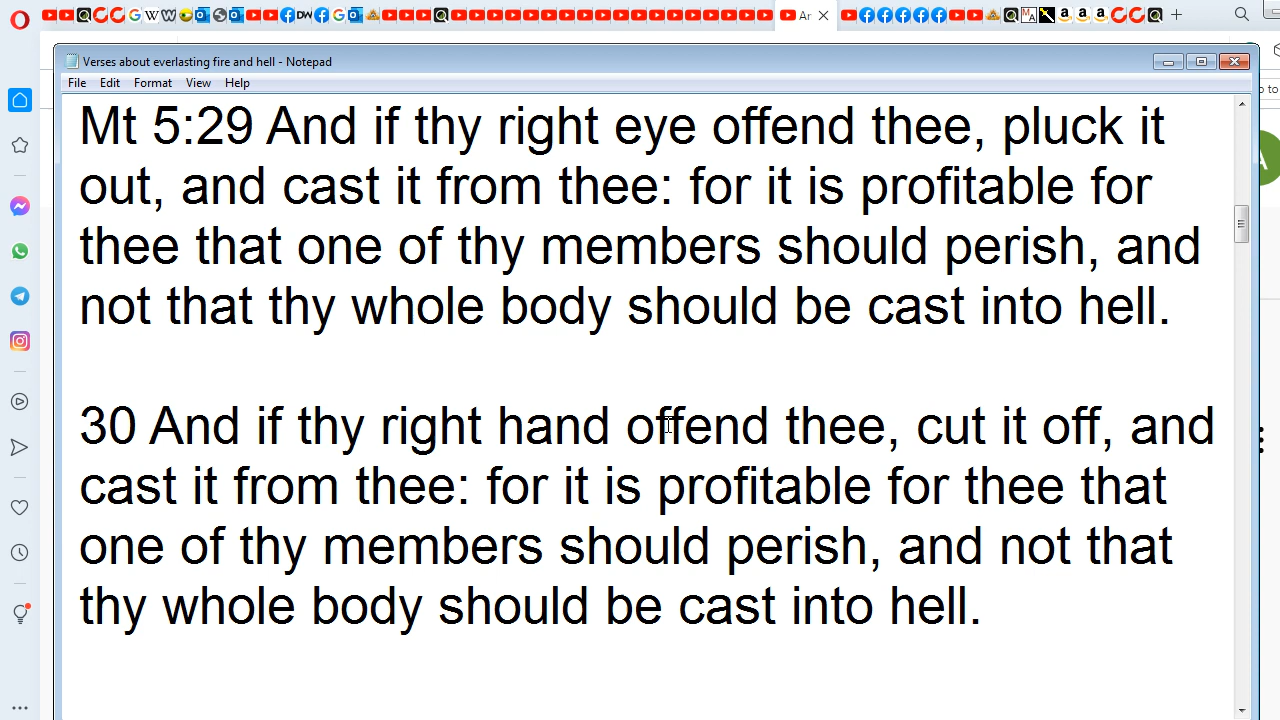 Ar
Verses about everlasting fire and hell - Notepad
File Edit Format View Help
Mt 5:29 And if thy right eye offend thee, pluck it
out, and cast it from thee: for it is profitable for
thee that one of thy members should perish, and
not that thy whole body should be cast into hell.
30 And if thy right hand offend thee, cut it off, and
cast it from thee: for it is profitable for thee that
one of thy members should perish, and not that
thy whole body should be cast into hell.
p to
A